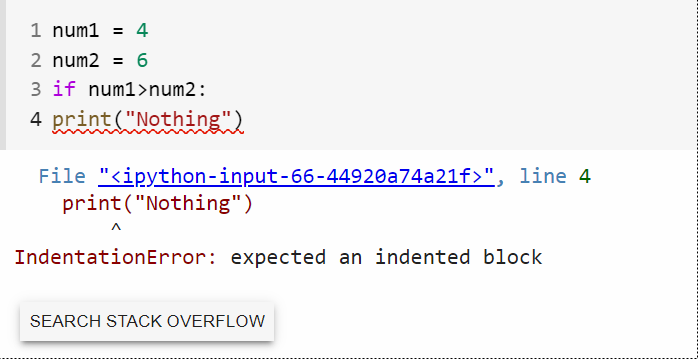 1 num1 = 4
2 num2 = 6
3 if num1>num2:
4 print("Nothing")
File "<ipython-input-66-44920a74a21f>", line 4
print("Nothing")
^
IndentationError: expected an indented block
SEARCH STACK OVERFLOW